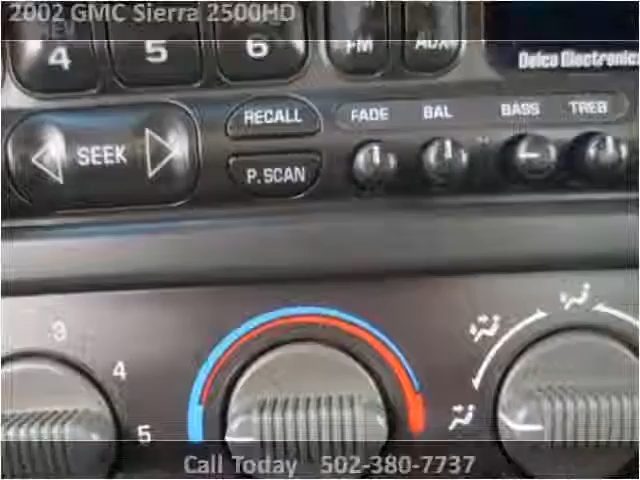 2002 GMC Sierra 2500HD
4 5 6 FM AUX
Delco Electronics
RECALL FADE BAL BASS TREB
SEEK
P.SCAN
3
4
5
Call Today 502-380-7737